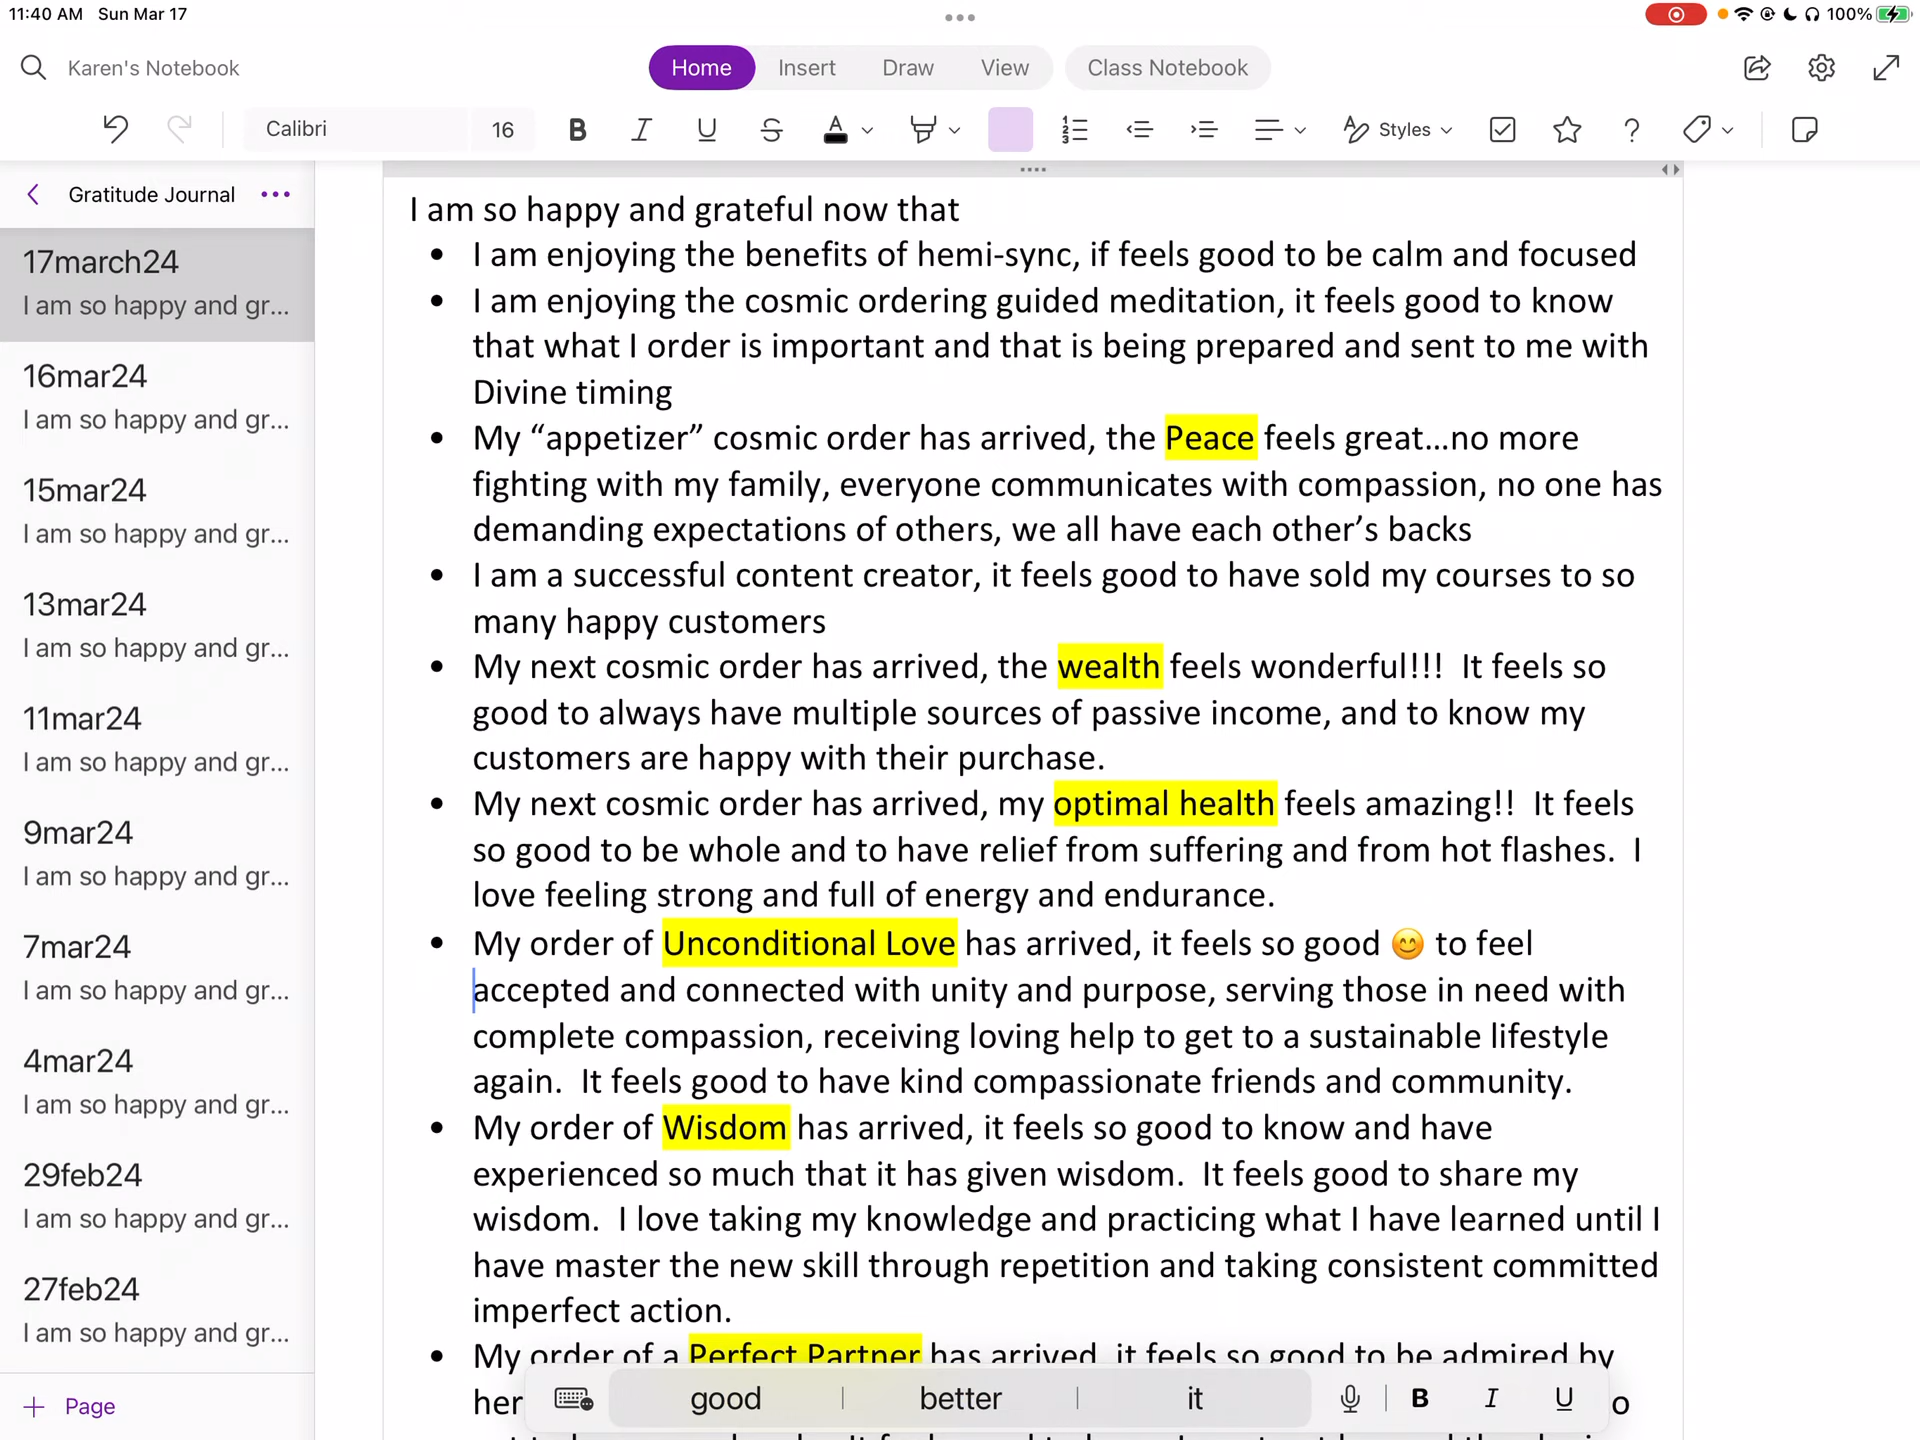 11:40 AM Sun Mar 17
100%
Karen's Notebook
Home Insert Draw View Class Notebook
Calibri 16 B I U S A Styles ?
Gratitude Journal
17march24
I am so happy and gr...
16mar24
I am so happy and gr...
15mar24
I am so happy and gr...
13mar24
I am so happy and gr...
11mar24
I am so happy and gr...
9mar24
I am so happy and gr...
7mar24
I am so happy and gr...
4mar24
I am so happy and gr...
29feb24
I am so happy and gr...
27feb24
I am so happy and gr...
+ Page
I am so happy and grateful now that
• I am enjoying the benefits of hemi-sync, if feels good to be calm and focused
• I am enjoying the cosmic ordering guided meditation, it feels good to know
that what I order is important and that is being prepared and sent to me with
Divine timing
• My “appetizer” cosmic order has arrived, the Peace feels great...no more
fighting with my family, everyone communicates with compassion, no one has
demanding expectations of others, we all have each other’s backs
• I am a successful content creator, it feels good to have sold my courses to so
many happy customers
• My next cosmic order has arrived, the wealth feels wonderful!!! It feels so
good to always have multiple sources of passive income, and to know my
customers are happy with their purchase.
• My next cosmic order has arrived, my optimal health feels amazing!! It feels
so good to be whole and to have relief from suffering and from hot flashes. I
love feeling strong and full of energy and endurance.
• My order of Unconditional Love has arrived, it feels so good 😊 to feel
accepted and connected with unity and purpose, serving those in need with
complete compassion, receiving loving help to get to a sustainable lifestyle
again. It feels good to have kind compassionate friends and community.
• My order of Wisdom has arrived, it feels so good to know and have
experienced so much that it has given wisdom. It feels good to share my
wisdom. I love taking my knowledge and practicing what I have learned until I
have master the new skill through repetition and taking consistent committed
imperfect action.
• My order of a Perfect Partner has arrived, it feels so good to be admired by
her
good better it B I U